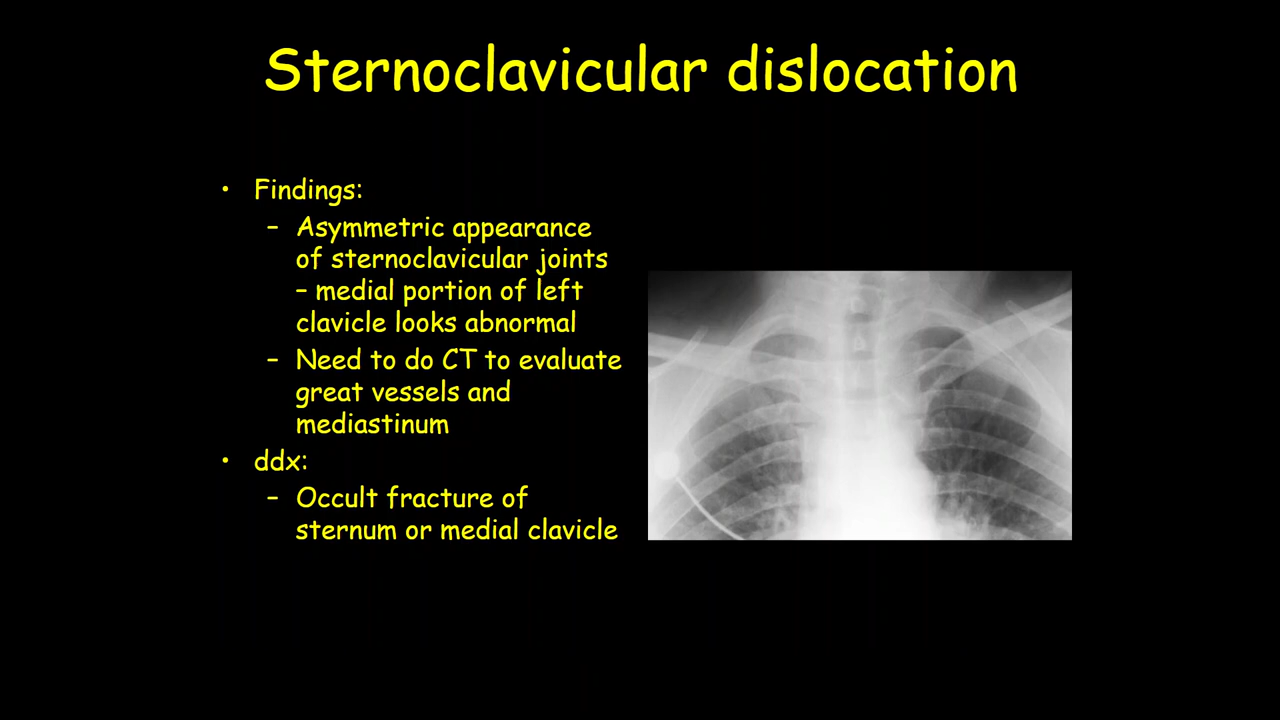 Sternoclavicular dislocation
• Findings:
– Asymmetric appearance
of sternoclavicular joints
– medial portion of left
clavicle looks abnormal
– Need to do CT to evaluate
great vessels and
mediastinum
• ddx:
– Occult fracture of
sternum or medial clavicle